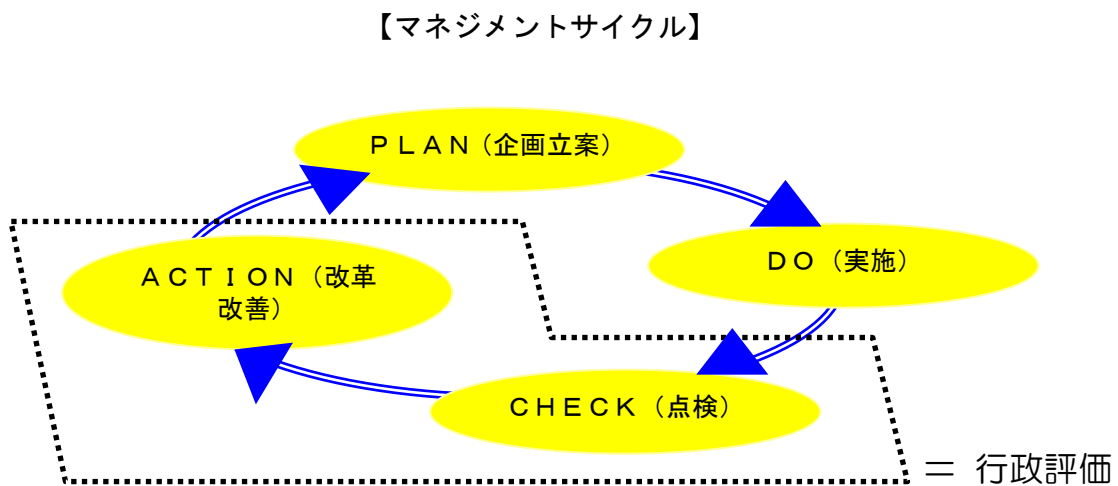 【マネジメントサイクル】
ＰＬＡＮ（企画立案）
ＤＯ（実施）
ＡＣＴＩＯＮ（改革
改善）
ＣＨＥＣＫ（点検）
＝ 行政評価